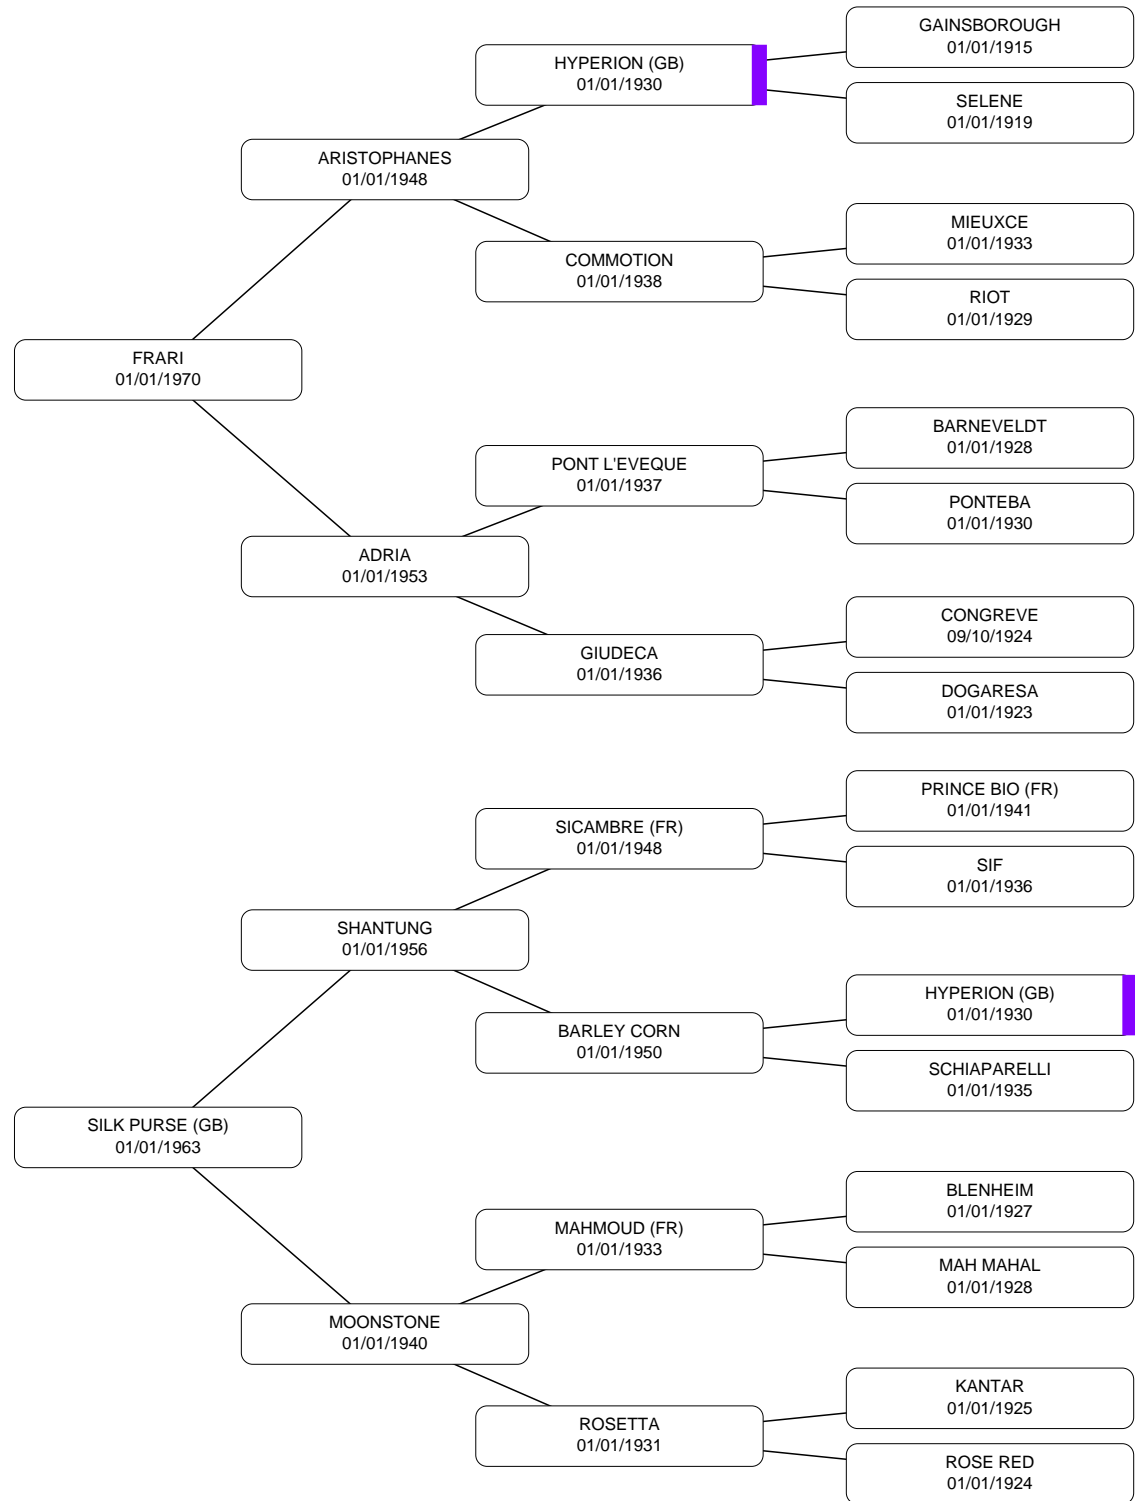 GAINSBOROUGH
01/01/1915
HYPERION (GB)
01/01/1930
SELENE
01/01/1919
ARISTOPHANES
01/01/1948
MIEUXCE
01/01/1933
COMMOTION
01/01/1938
RIOT
01/01/1929
FRARI
01/01/1970
BARNEVELDT
01/01/1928
PONT L'EVEQUE
01/01/1937
PONTEBA
01/01/1930
ADRIA
01/01/1953
CONGREVE
09/10/1924
GIUDECA
01/01/1936
DOGARESA
01/01/1923
PRINCE BIO (FR)
01/01/1941
SICAMBRE (FR)
01/01/1948
SIF
01/01/1936
SHANTUNG
01/01/1956
HYPERION (GB)
01/01/1930
BARLEY CORN
01/01/1950
SCHIAPARELLI
01/01/1935
SILK PURSE (GB)
01/01/1963
BLENHEIM
01/01/1927
MAHMOUD (FR)
01/01/1933
MAH MAHAL
01/01/1928
MOONSTONE
01/01/1940
KANTAR
01/01/1925
ROSETTA
01/01/1931
ROSE RED
01/01/1924